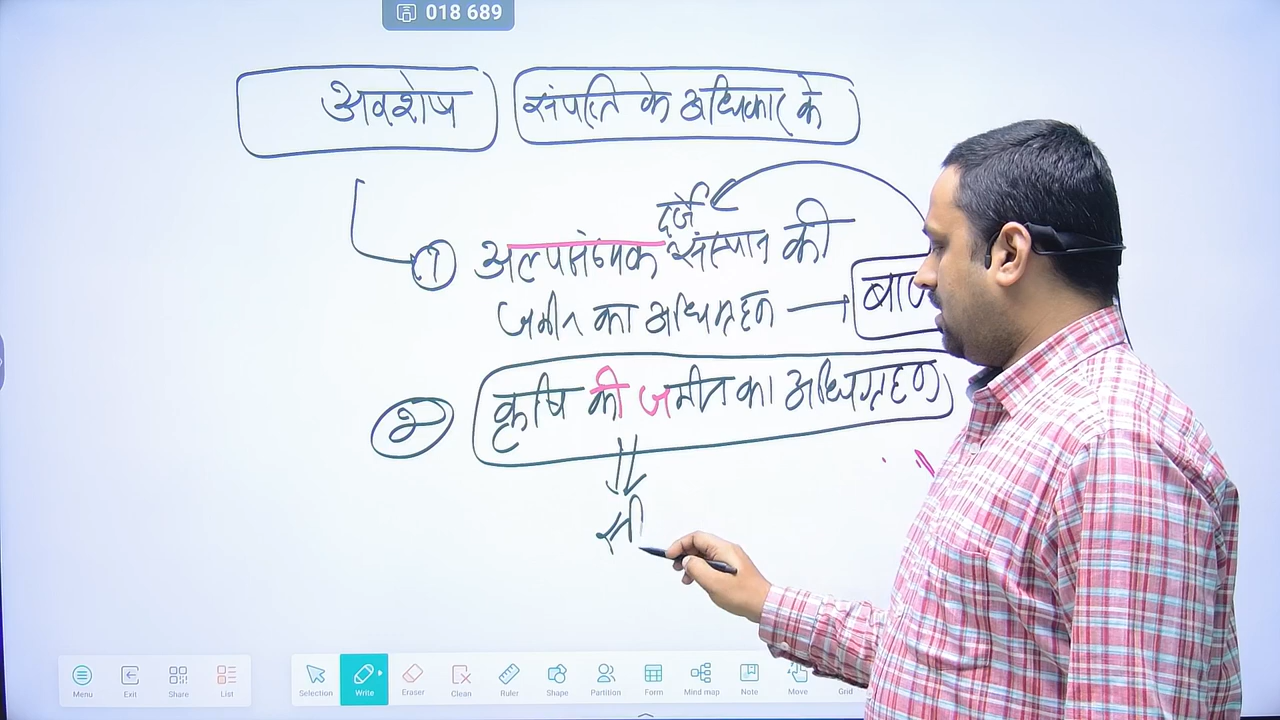 018 689
अवशेष संपत्ति के अधिकार के
दर्जे
① अल्पसंख्यक संस्थान की
जमीन का अधिग्रहण → बाज
② कृषि की जमीन का अधिग्रहण
Menu Exit Share List Selection Write Eraser Clean Ruler Shape Partition Form Mind map Note Move Grid